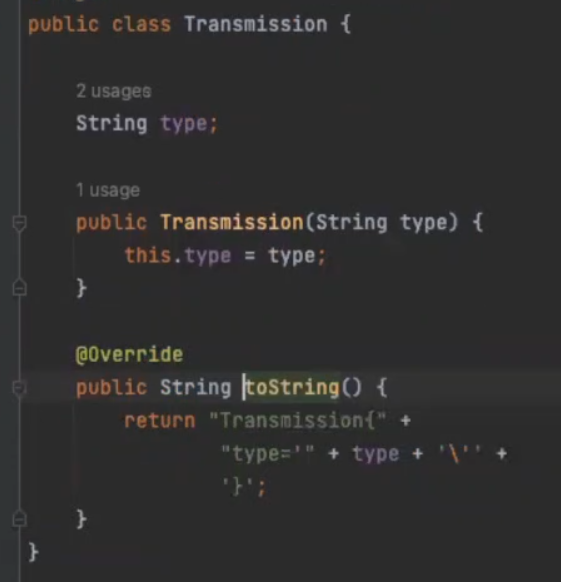 public class Transmission {
2 usages
String type;
1 usage
public Transmission(String type) {
this.type = type;
}
@Override
public String toString() {
return "Transmission{" +
"type='" + type + '\'' +
'}';
}
}